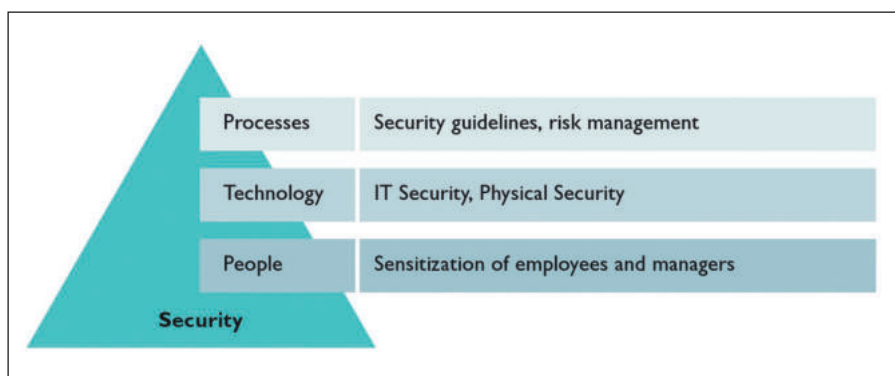 Processes Security guidelines, risk management
Technology IT Security, Physical Security
People Sensitization of employees and managers
Security